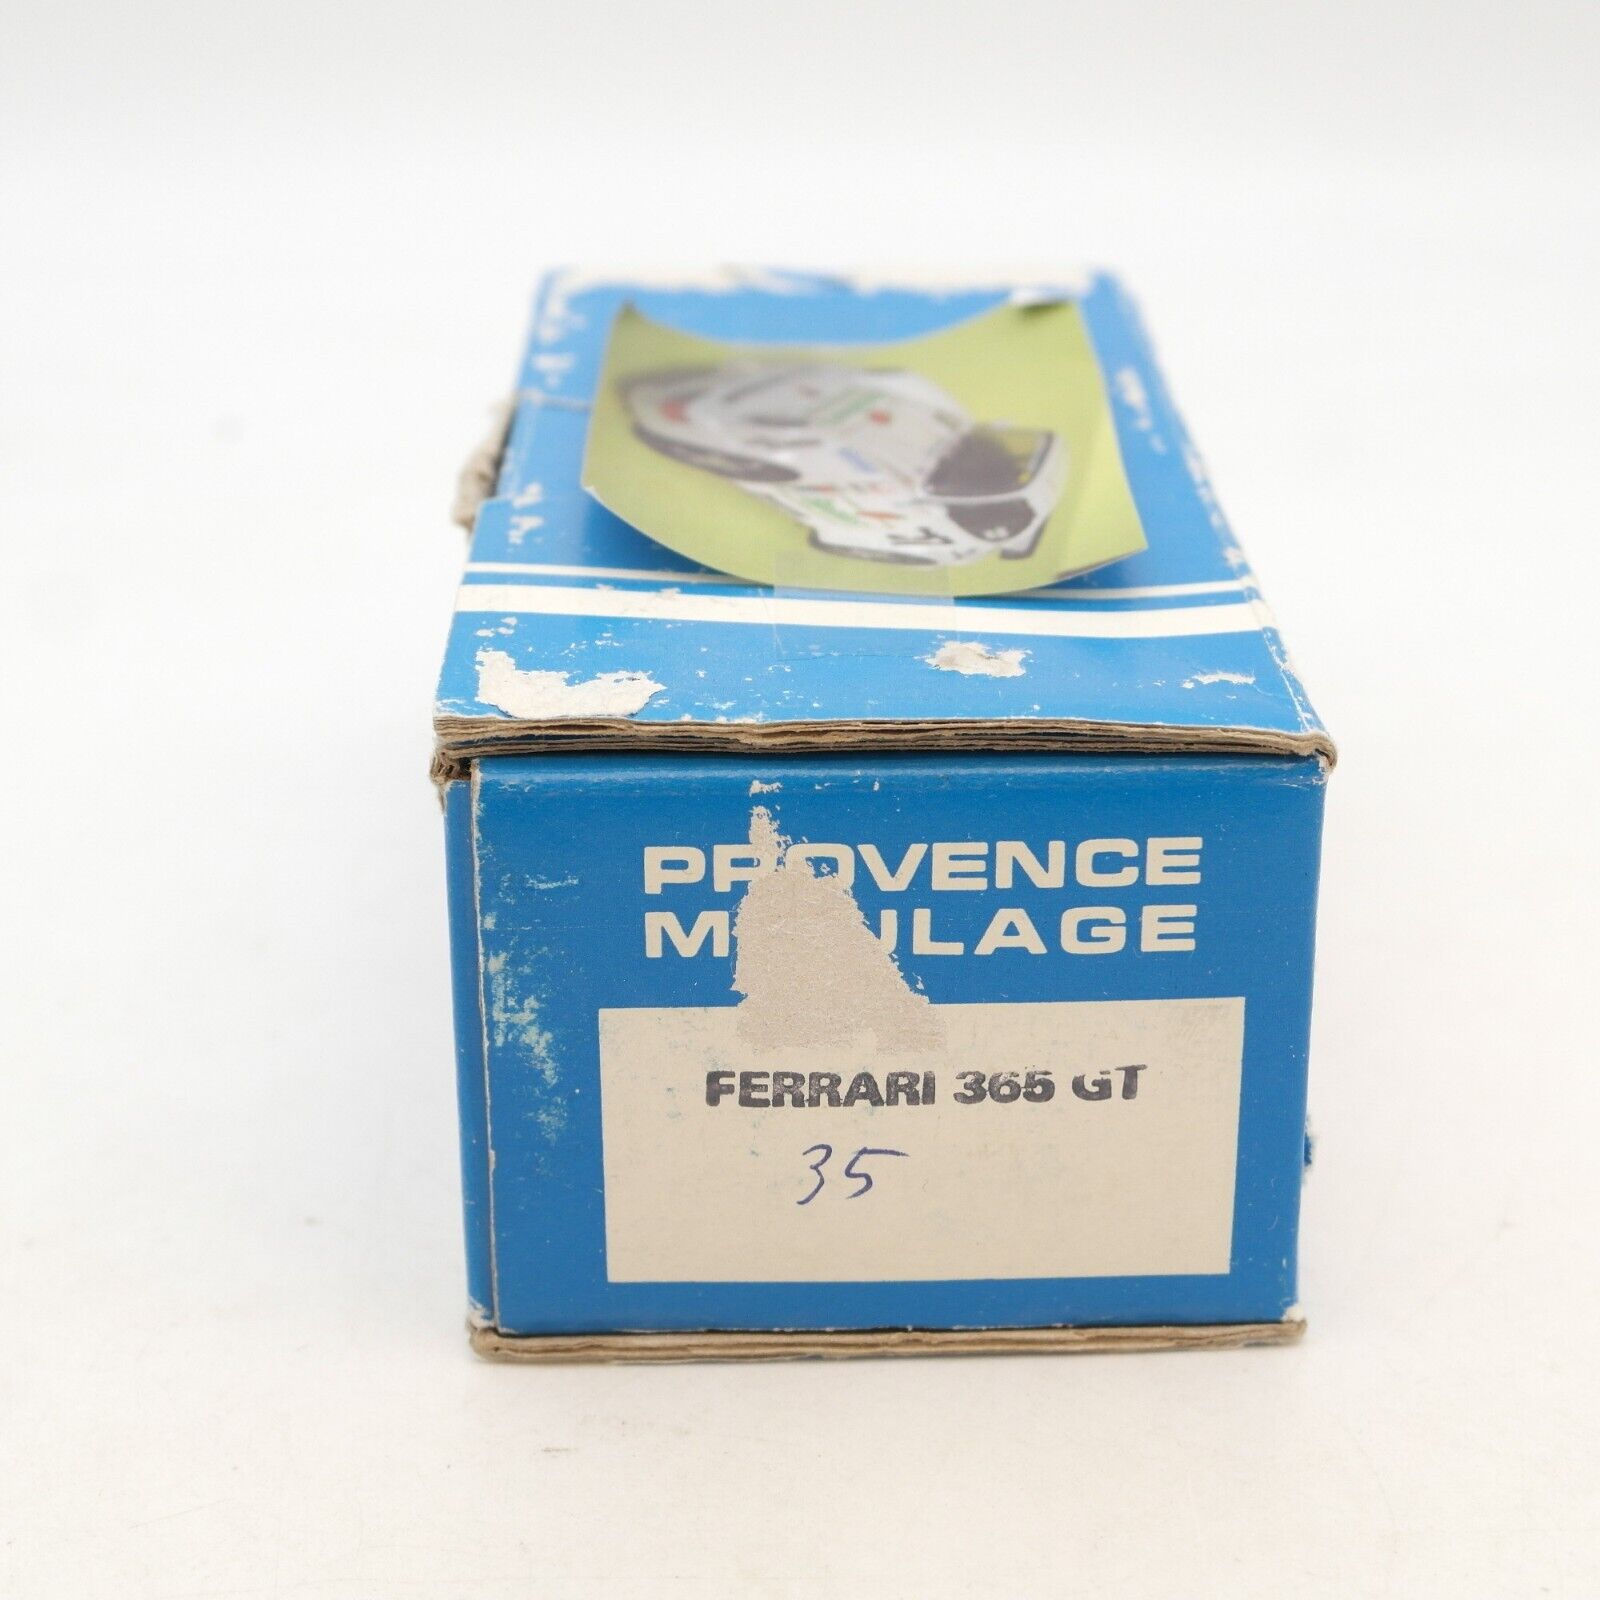 PROVENCE
MOULAGE
FERRARI 365 GT
35